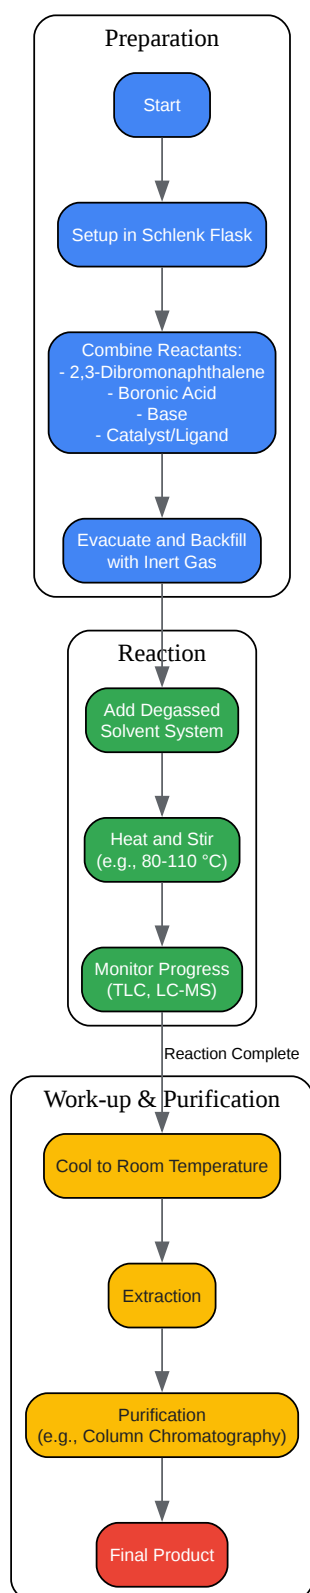 Preparation
Start
Setup in Schlenk Flask
Combine Reactants:
- 2,3-Dibromonaphthalene
- Boronic Acid
- Base
- Catalyst/Ligand
Evacuate and Backfill
with Inert Gas
Reaction
Add Degassed
Solvent System
Heat and Stir
(e.g., 80-110 °C)
Monitor Progress
(TLC, LC-MS)
Reaction Complete
Work-up & Purification
Cool to Room Temperature
Extraction
Purification
(e.g., Column Chromatography)
Final Product